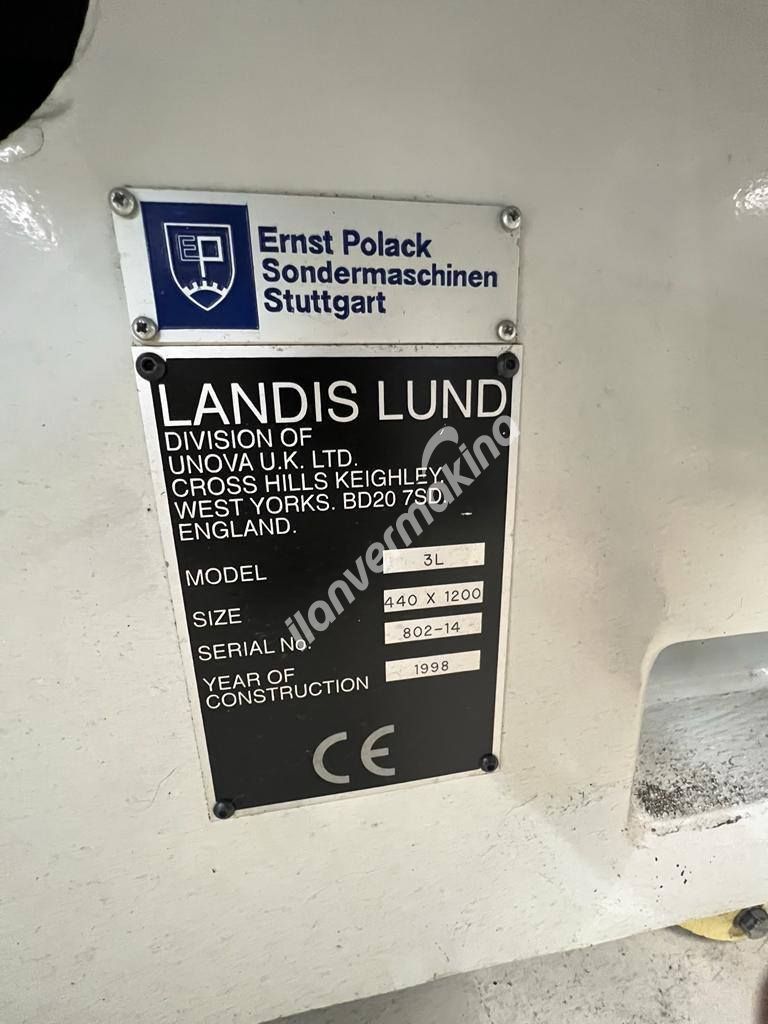 EP
Ernst Polack
Sondermaschinen
Stuttgart
LANDIS LUND
DIVISION OF
UNOVA U.K. LTD.
CROSS HILLS KEIGHLEY.
WEST YORKS. BD20 7SD.
ENGLAND.
MODEL 3L
SIZE 440 X 1200
SERIAL No. 802-14
YEAR OF
CONSTRUCTION 1998
CE
ilanvermakina